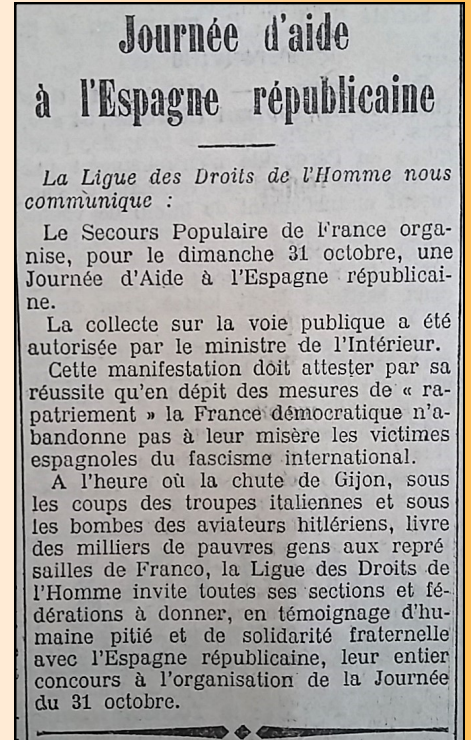 Journée d'aide
à l'Espagne républicaine
La Ligue des Droits de l'Homme nous
communique :
Le Secours Populaire de France orga-
nise, pour le dimanche 31 octobre, une
Journée d'Aide à l'Espagne républicai-
ne.
La collecte sur la voie publique a été
autorisée par le ministre de l'Intérieur.
Cette manifestation doit attester par sa
réussite qu'en dépit des mesures de « ra-
patriement » la France démocratique n'a-
bandonne pas à leur misère les victimes
espagnoles du fascisme international.
A l'heure où la chute de Gijon, sous
les coups des troupes italiennes et sous
les bombes des aviateurs hitlériens, livre
des milliers de pauvres gens aux repré
sailles de Franco, la Ligue des Droits de
l'Homme invite toutes ses sections et fé-
dérations à donner, en témoignage d'hu-
maine pitié et de solidarité fraternelle
avec l'Espagne républicaine, leur entier
concours à l'organisation de la Journée
du 31 octobre.